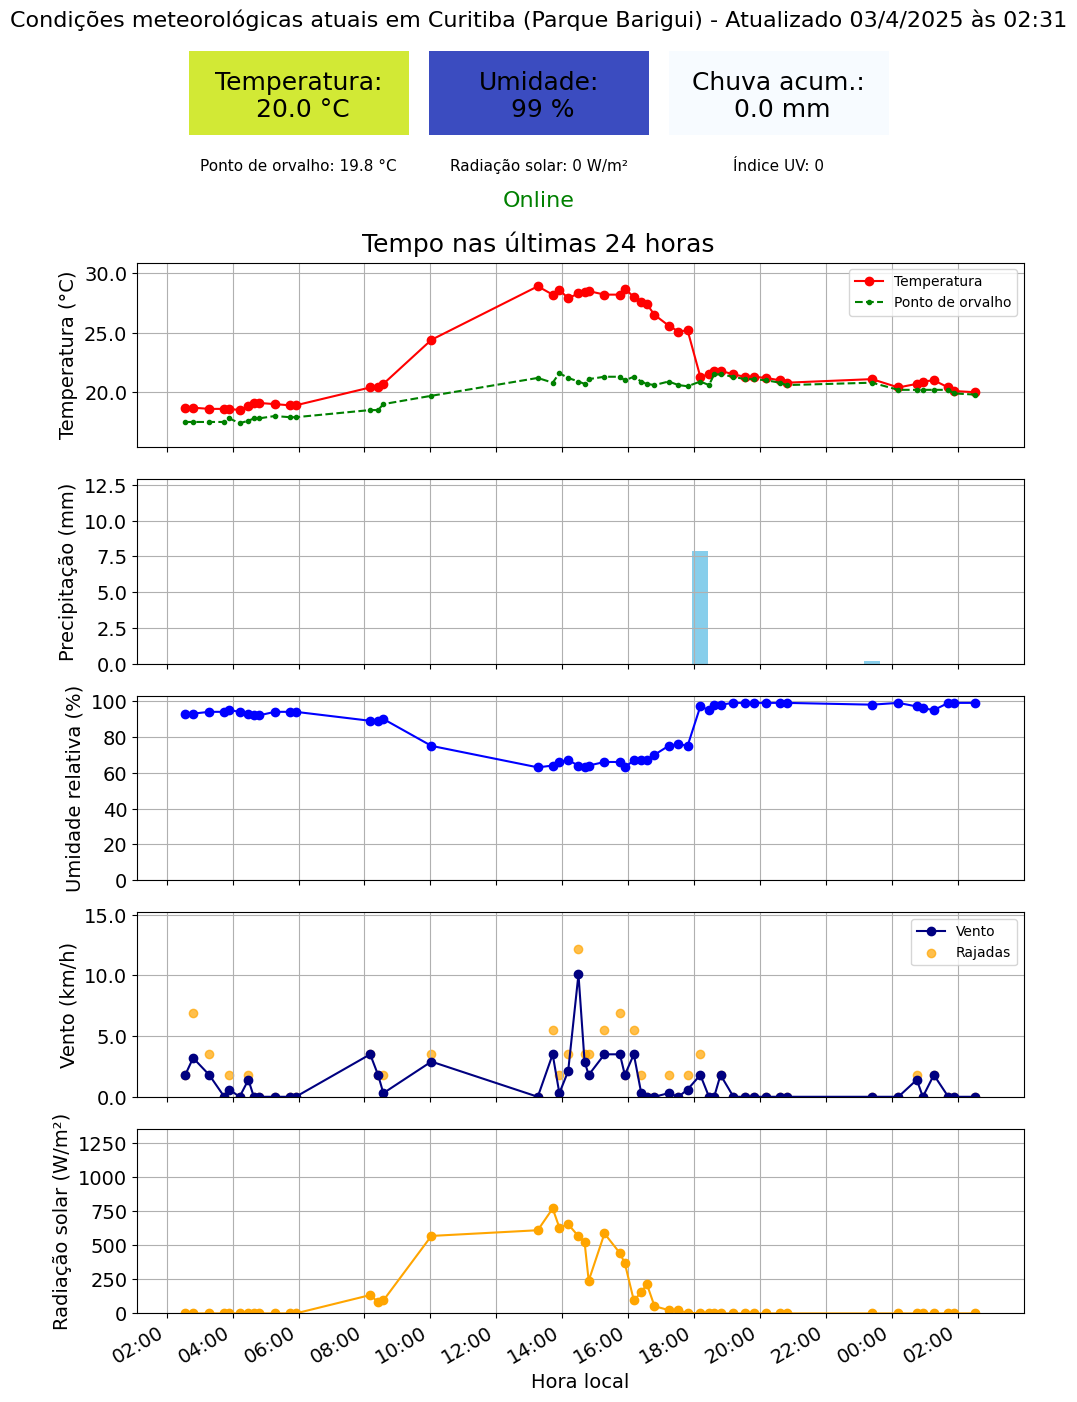 Condições meteorológicas atuais em Curitiba (Parque Barigui) - Atualizado 03/4/2025 às 02:31
Temperatura:
20.0 °C
Umidade:
99 %
Chuva acum.:
0.0 mm
Ponto de orvalho: 19.8 °C
Radiação solar: 0 W/m²
Índice UV: 0
Online
Tempo nas últimas 24 horas
Temperatura (°C)
30.0
25.0
20.0
Temperatura
Ponto de orvalho
Precipitação (mm)
12.5
10.0
7.5
5.0
2.5
0.0
Umidade relativa (%)
100
80
60
40
20
0
Vento (km/h)
15.0
10.0
5.0
0.0
Vento
Rajadas
Radiação solar (W/m²)
1250
1000
750
500
250
0
02:00
04:00
06:00
08:00
10:00
12:00
14:00
16:00
18:00
20:00
22:00
00:00
02:00
Hora local